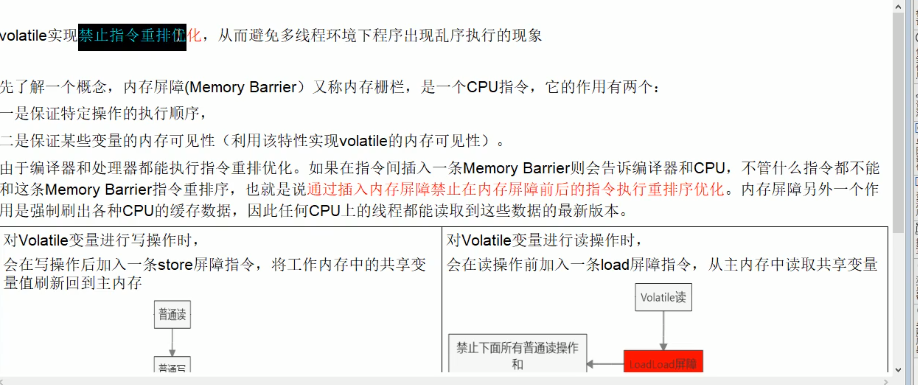 volatile实现禁止指令重排优化，从而避免多线程环境下程序出现乱序执行的现象
先了解一个概念，内存屏障(Memory Barrier）又称内存栅栏，是一个CPU指令，它的作用有两个：
一是保证特定操作的执行顺序，
二是保证某些变量的内存可见性（利用该特性实现volatile的内存可见性）。
由于编译器和处理器都能执行指令重排优化。如果在指令间插入一条Memory Barrier则会告诉编译器和CPU，不管什么指令都不能
和这条Memory Barrier指令重排序，也就是说通过插入内存屏障禁止在内存屏障前后的指令执行重排序优化。内存屏障另外一个作
用是强制刷出各种CPU的缓存数据，因此任何CPU上的线程都能读取到这些数据的最新版本。
对Volatile变量进行写操作时，
会在写操作后加入一条store屏障指令，将工作内存中的共享变
量值刷新回到主内存
普通读
普通写
对Volatile变量进行读操作时，
会在读操作前加入一条load屏障指令，从主内存中读取共享变量
Volatile读
禁止下面所有普通读操作
和
LoadLoad屏障